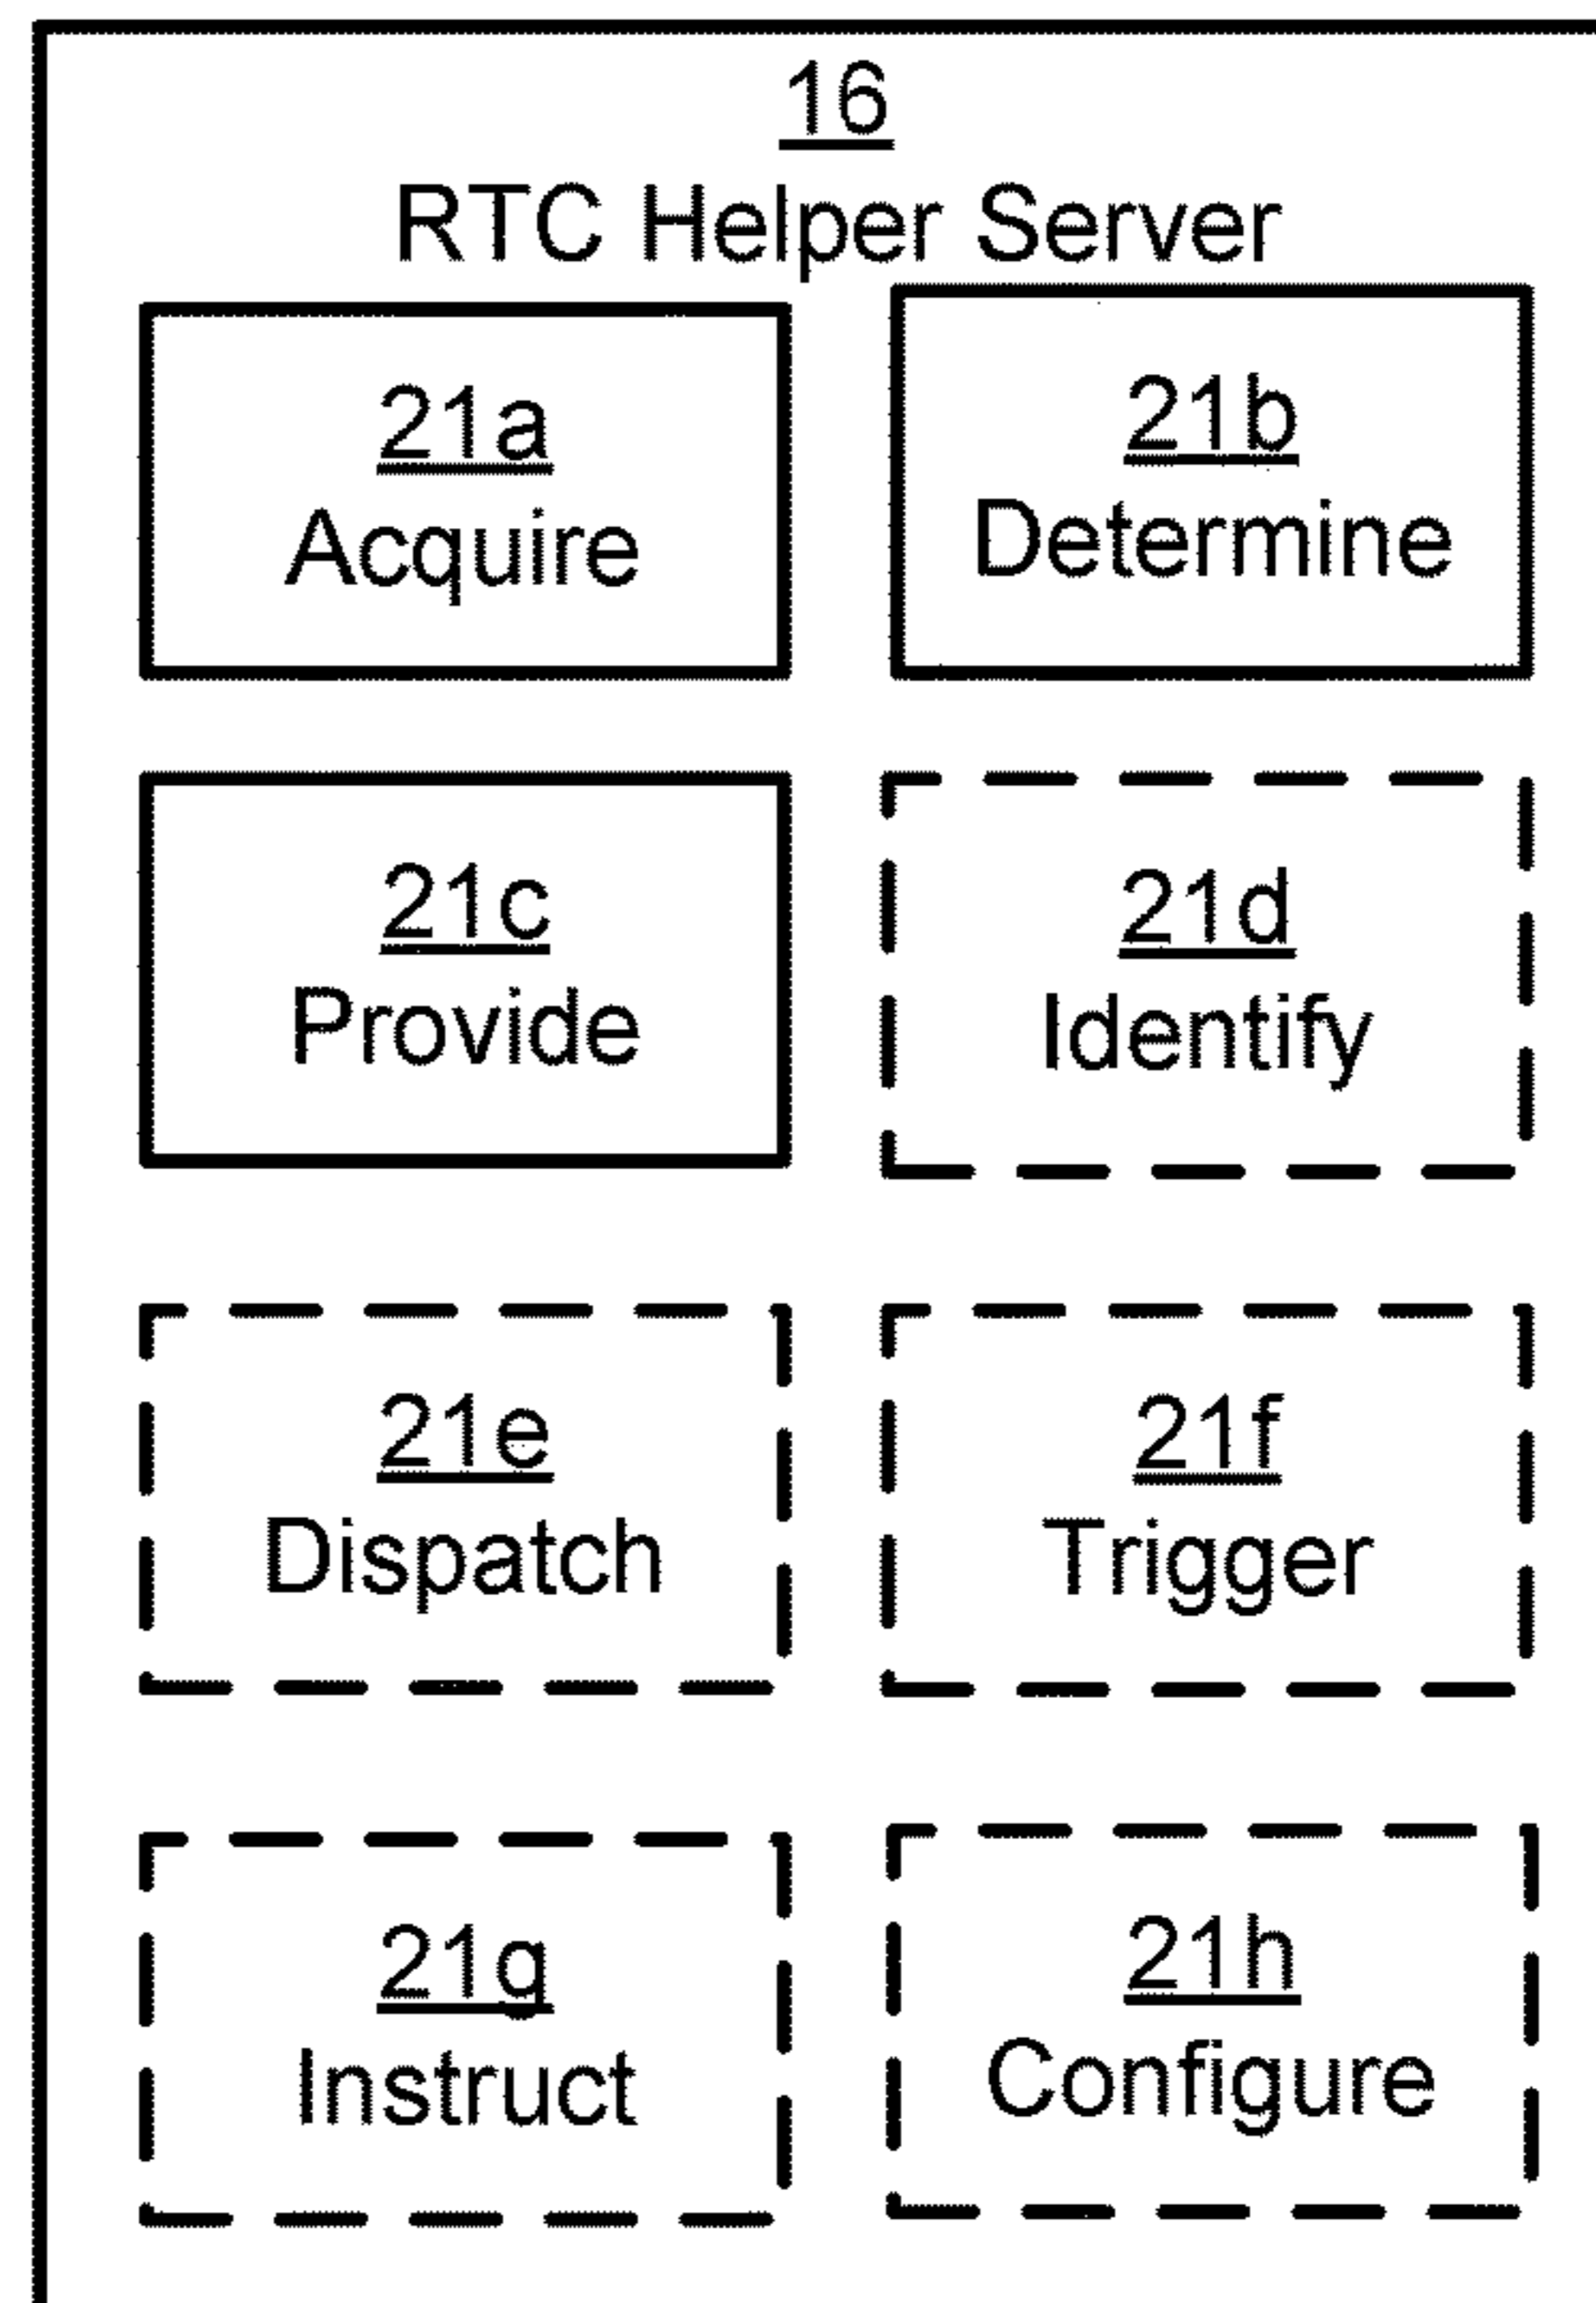 16
RTC Helper Server
21a
Acquire
21b
Determine
21c
Provide
21d
Identify
21e
Dispatch
21f
Trigger
21g
Instruct
21h
Configure